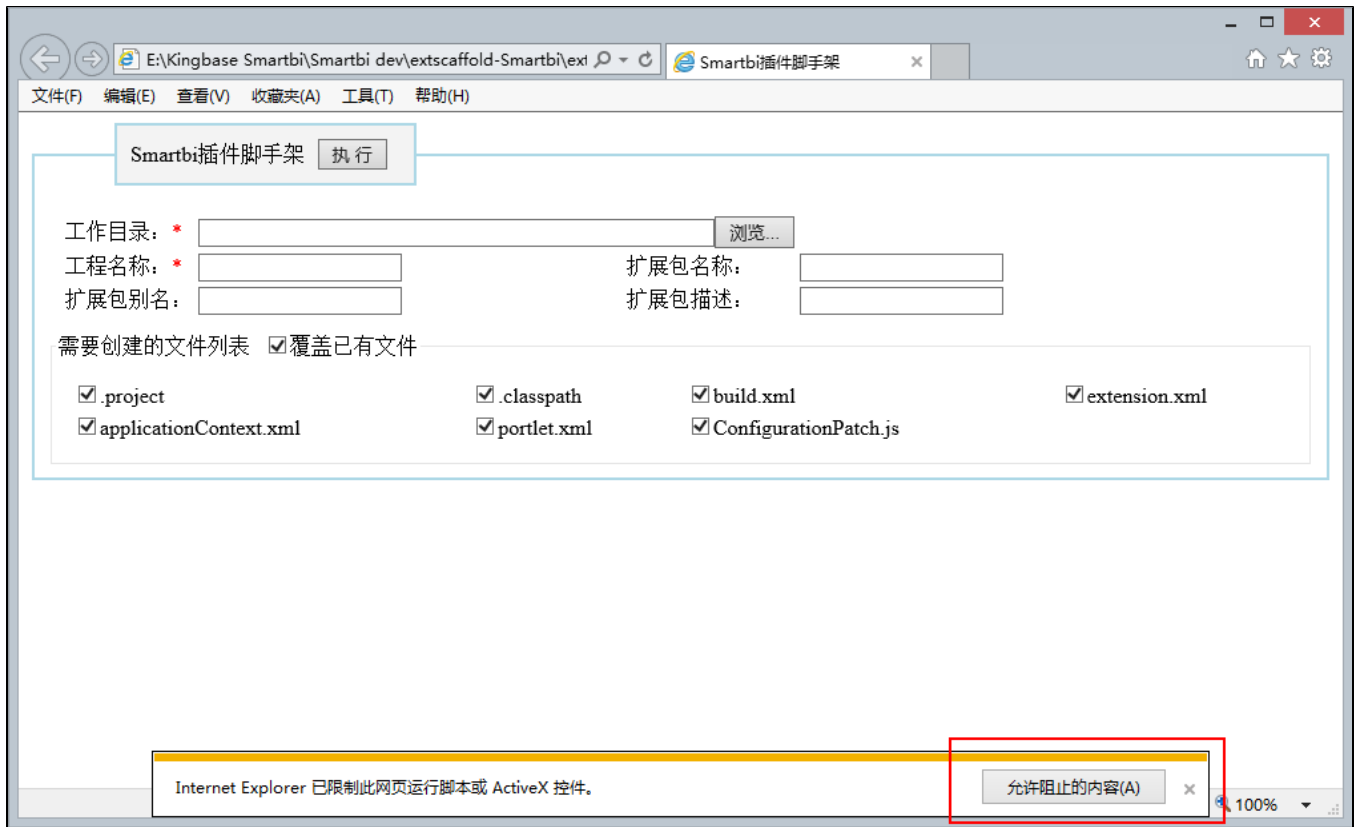 E:\Kingbase Smartbi\Smartbi dev\extscaffold-Smartbi\ext
Smartbi插件脚手架
文件(F) 编辑(E) 查看(V) 收藏夹(A) 工具(T) 帮助(H)
Smartbi插件脚手架 执 行
工作目录：* 浏览...
工程名称：* 扩展包名称：
扩展包别名： 扩展包描述：
需要创建的文件列表 覆盖已有文件
.project .classpath build.xml extension.xml
applicationContext.xml portlet.xml ConfigurationPatch.js
Internet Explorer 已限制此网页运行脚本或 ActiveX 控件。 允许阻止的内容(A)
100%